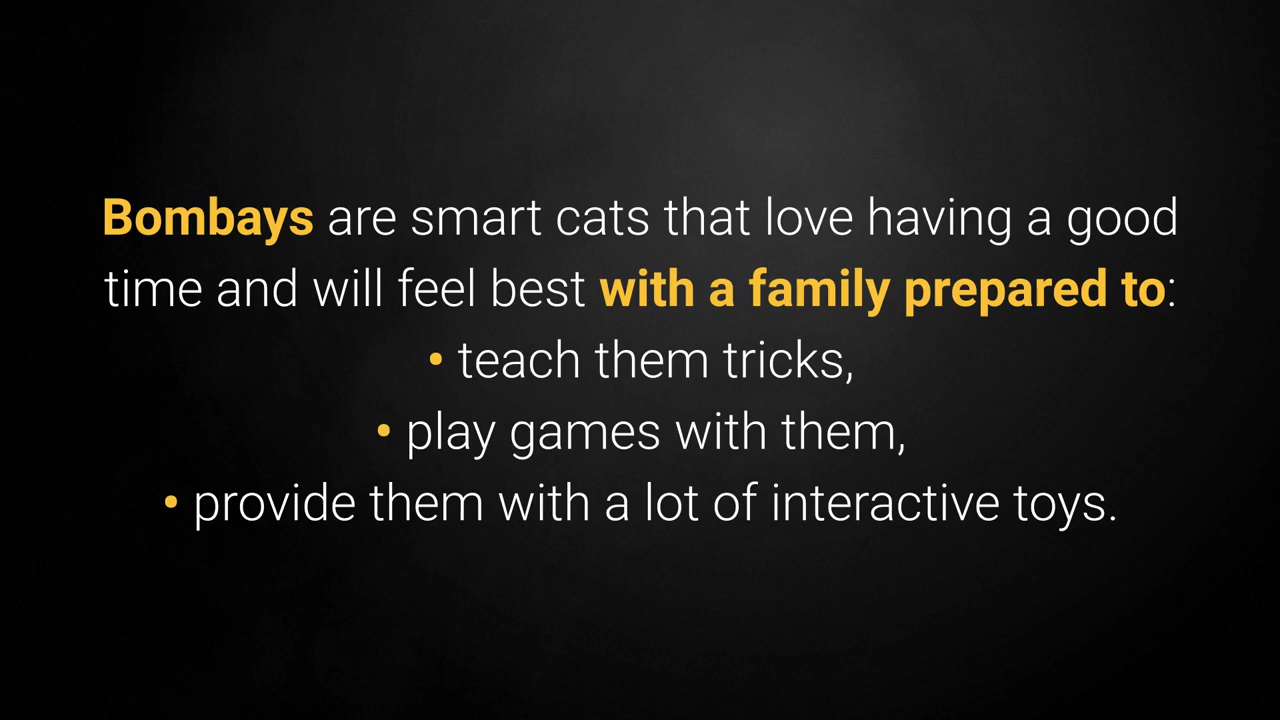 Bombays are smart cats that love having a good
time and will feel best with a family prepared to:
• teach them tricks,
• play games with them,
• provide them with a lot of interactive toys.